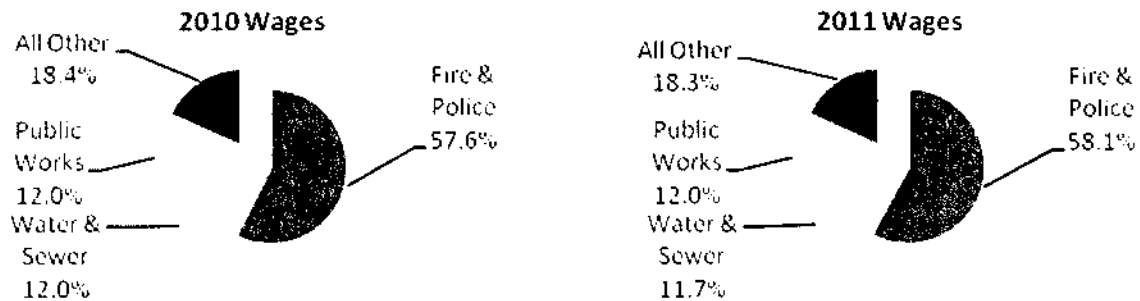 2010 Wages
All Other
18.4%
Fire &
Police
57.6%
Public
Works
12.0%
Water &
Sewer
12.0%
2011 Wages
All Other
18.3%
Fire &
Police
58.1%
Public
Works
12.0%
Water &
Sewer
11.7%